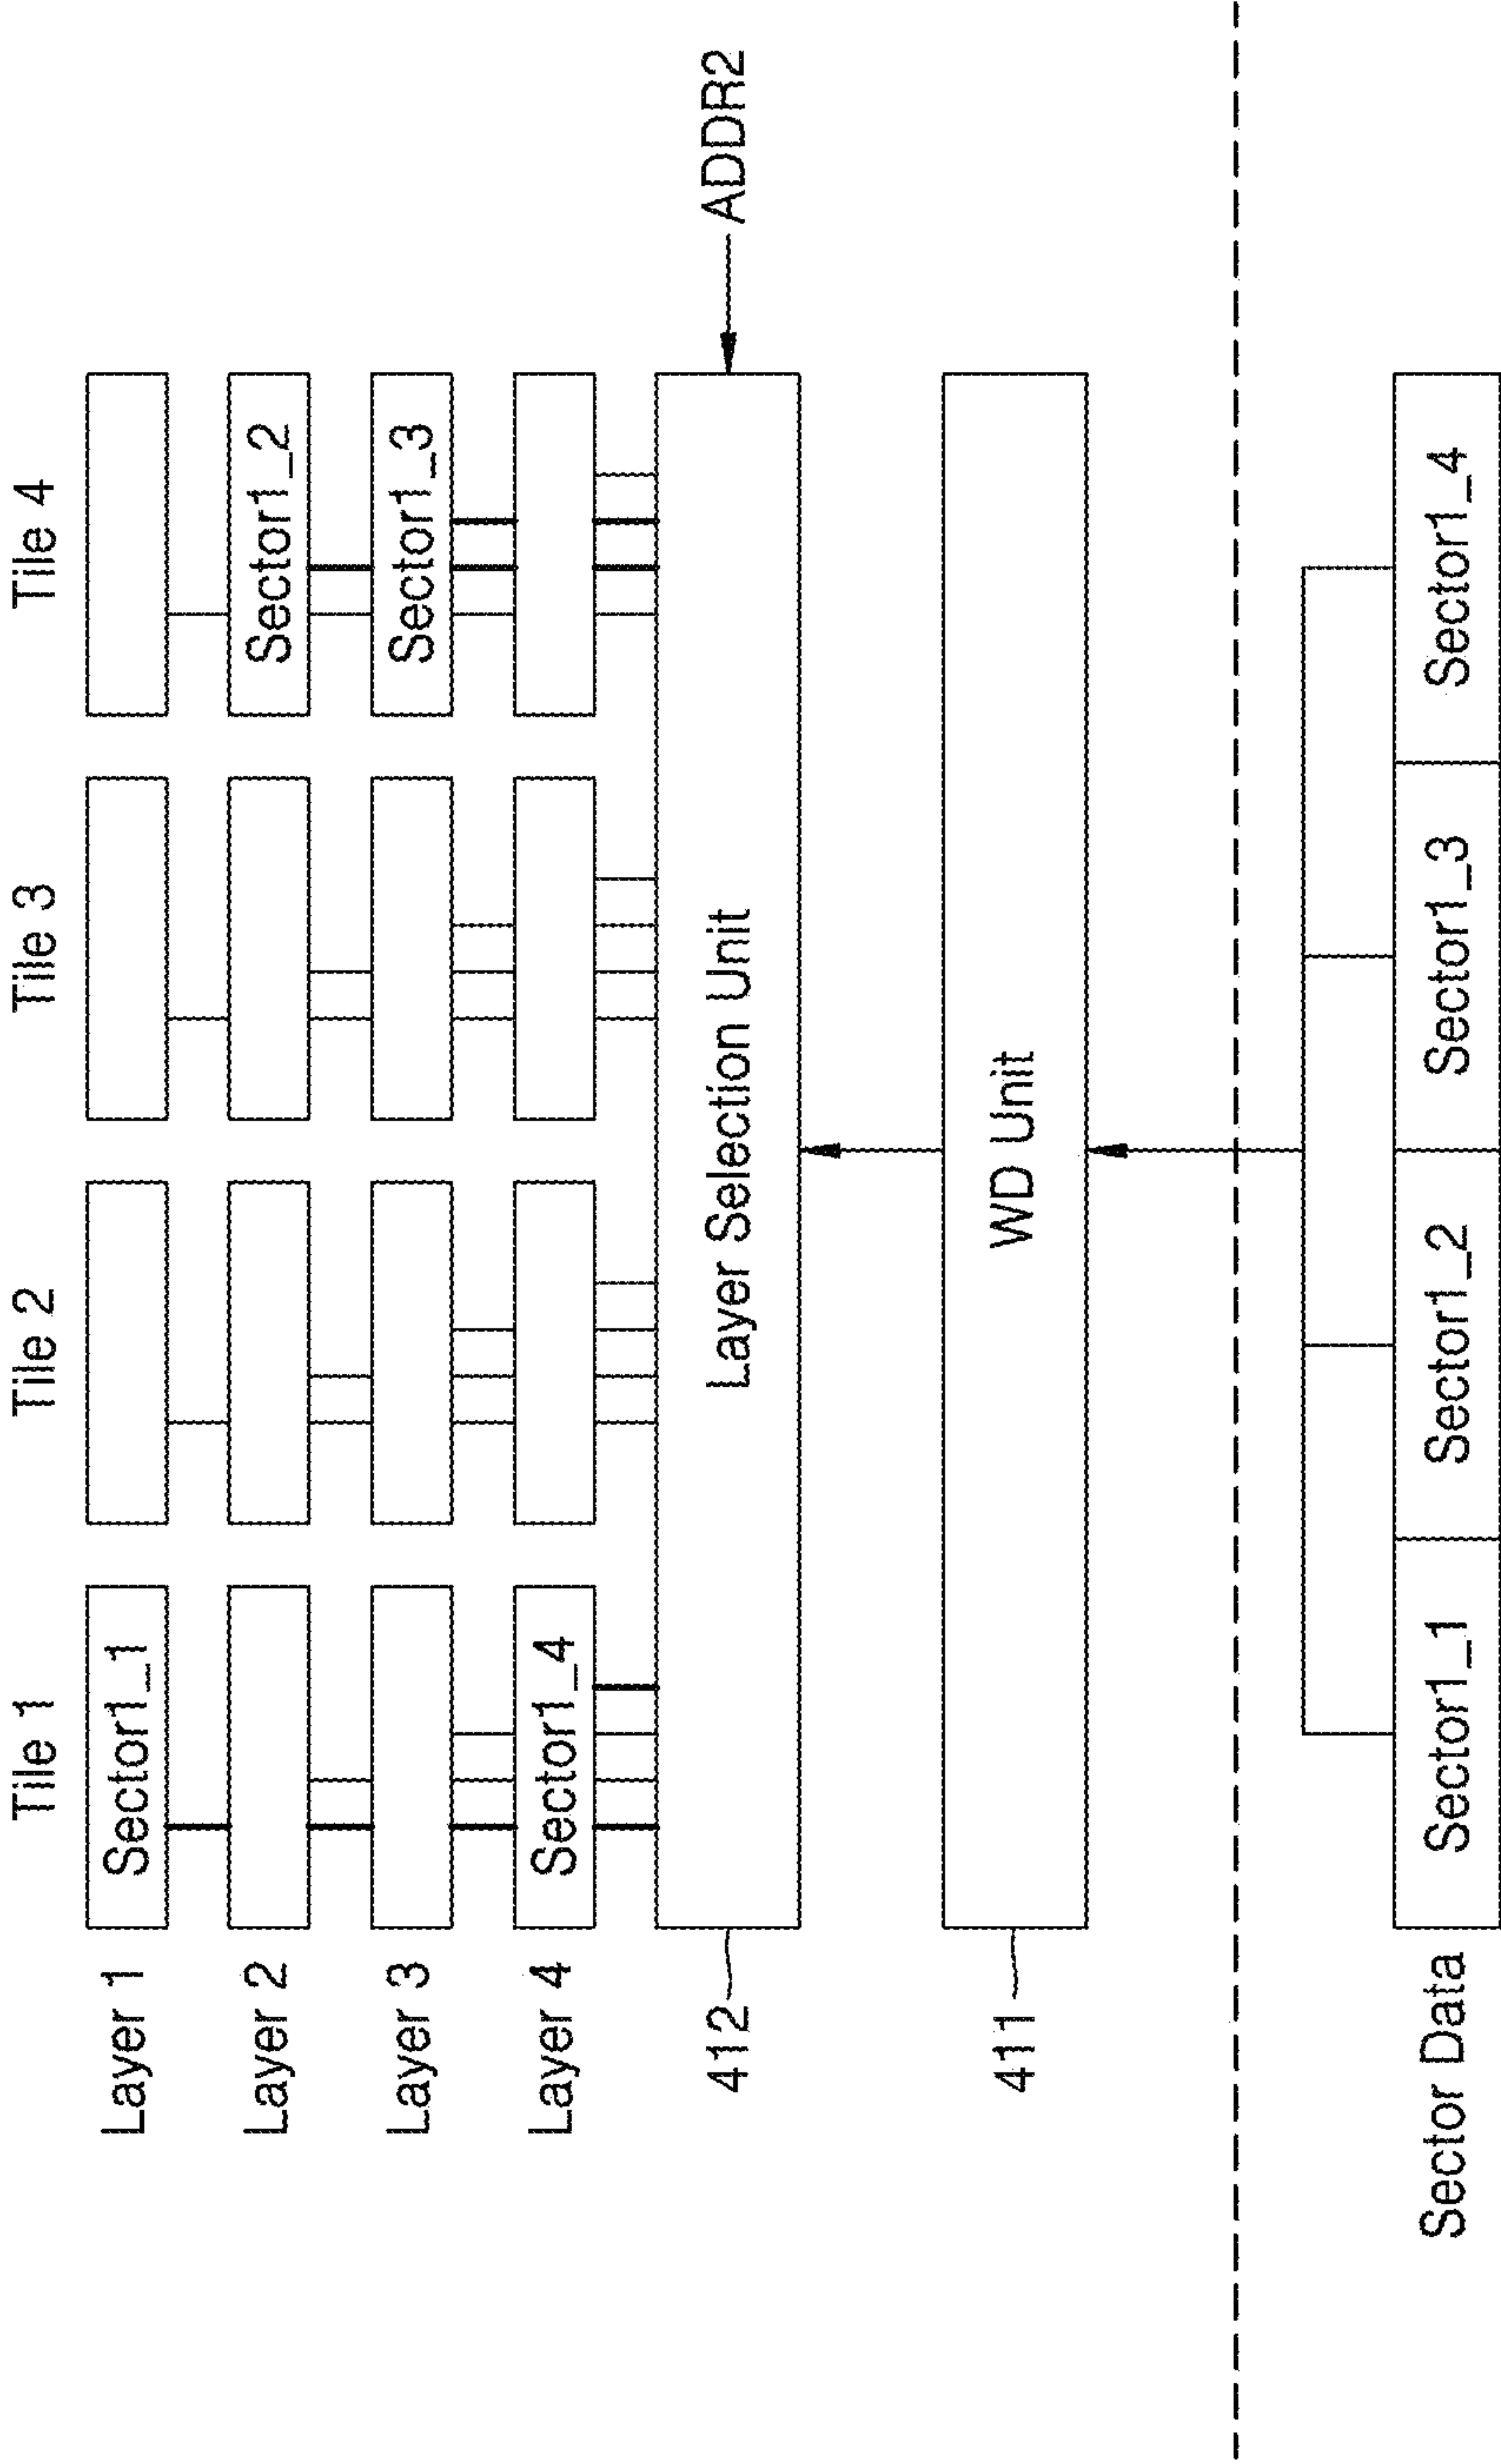 Tile 1
Tile 2
Tile 3
Tile 4
Layer 1
Sector1_1
Layer 2
Sector1_2
Layer 3
Sector1_3
Layer 4
Sector1_4
412
Layer Selection Unit
ADDR2
411
WD Unit
Sector Data
Sector1_1
Sector1_2
Sector1_3
Sector1_4